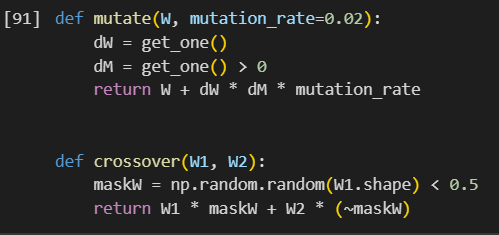 [91] def mutate(W, mutation_rate=0.02):
    dW = get_one()
    dM = get_one() > 0
    return W + dW * dM * mutation_rate
def crossover(W1, W2):
    maskW = np.random.random(W1.shape) < 0.5
    return W1 * maskW + W2 * (~maskW)